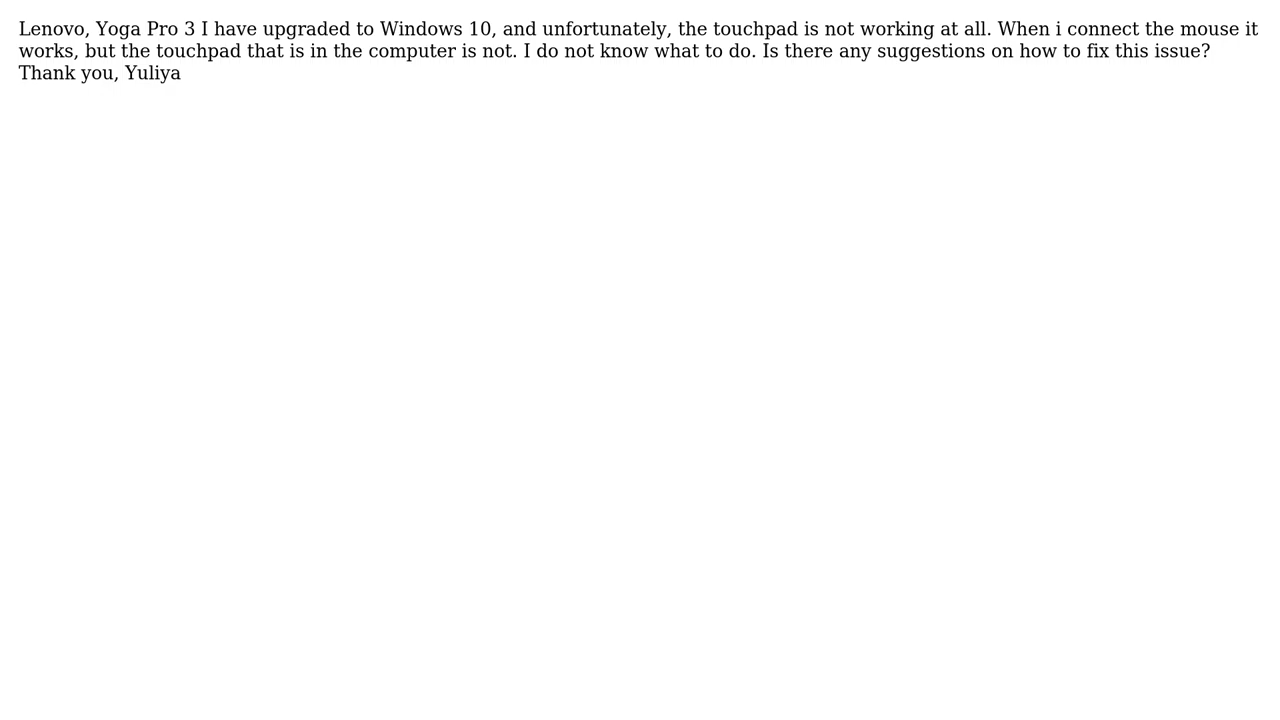 Lenovo, Yoga Pro 3 I have upgraded to Windows 10, and unfortunately, the touchpad is not working at all. When i connect the mouse it
works, but the touchpad that is in the computer is not. I do not know what to do. Is there any suggestions on how to fix this issue?
Thank you, Yuliya